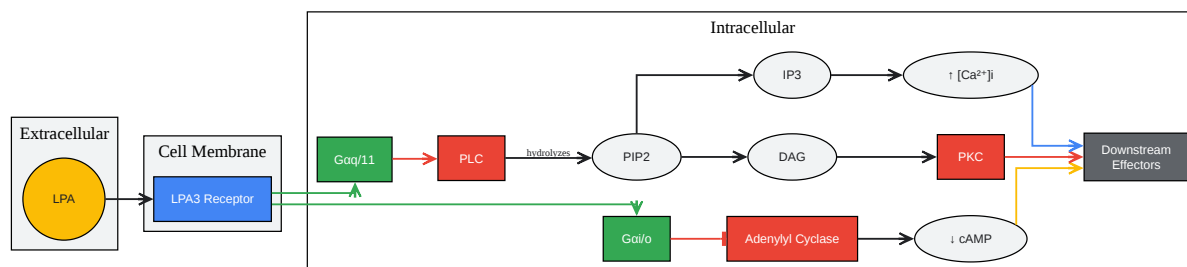 Intracellular
IP3
↑ [Ca²⁺]i
Extracellular
Cell Membrane
Gαq/11
PLC
hydrolyzes
PIP2
DAG
PKC
Downstream
Effectors
LPA
LPA3 Receptor
Gαi/o
Adenylyl Cyclase
↓ cAMP